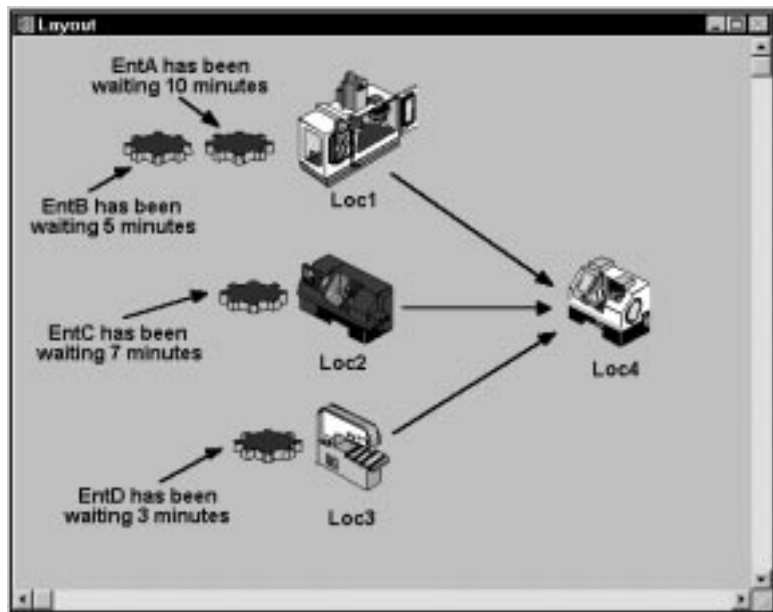 Layout
EntA has been
waiting 10 minutes
Loc1
EntB has been
waiting 5 minutes
EntC has been
waiting 7 minutes
Loc2
Loc4
EntD has been
waiting 3 minutes
Loc3